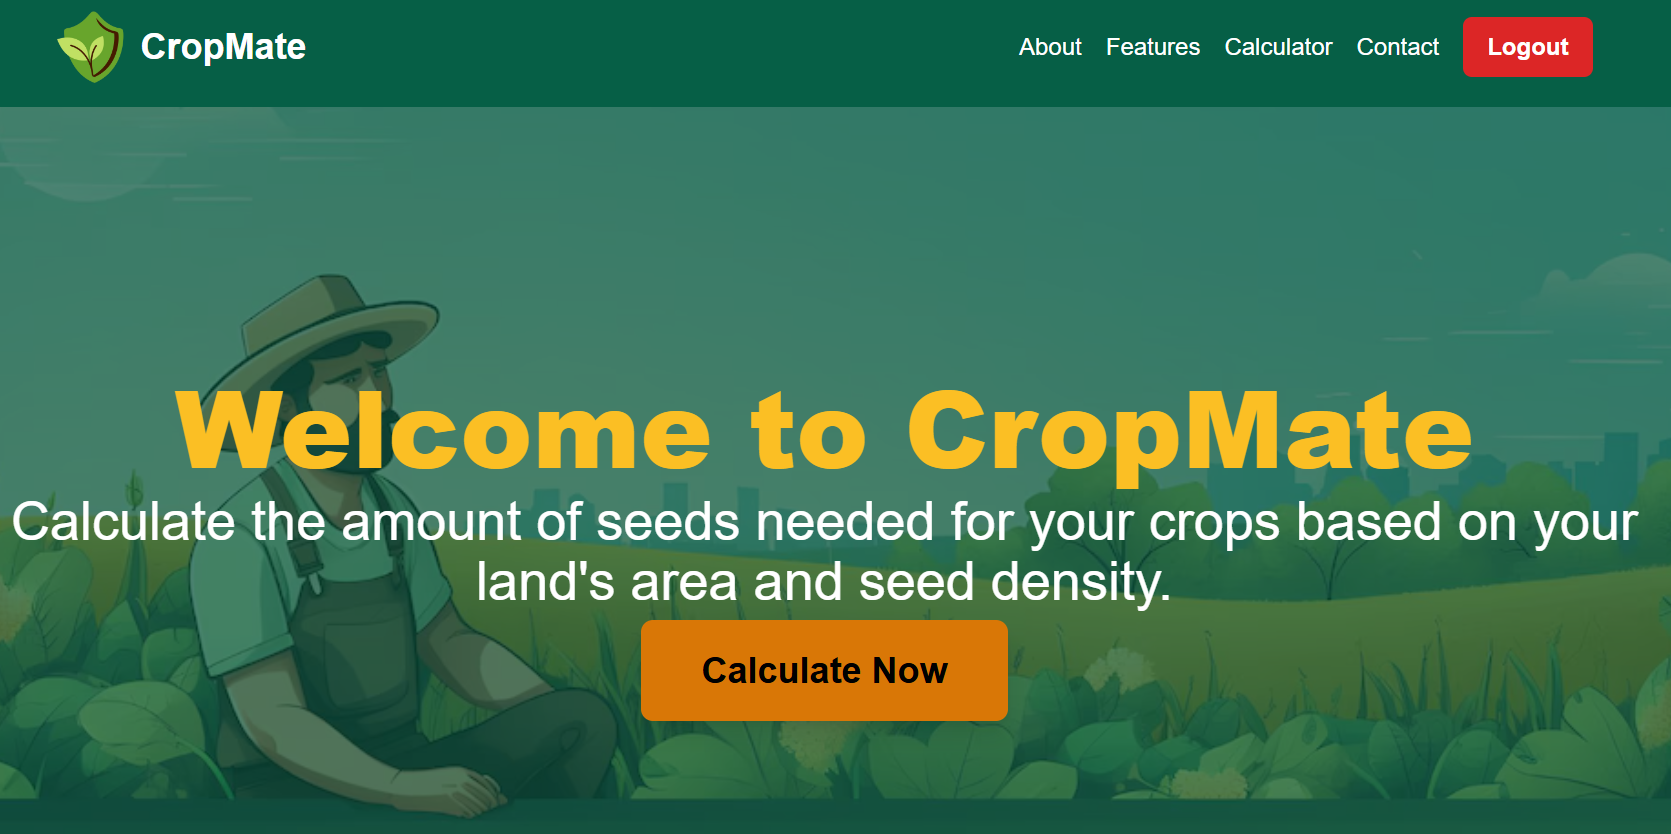 CropMate
About Features Calculator Contact Logout
Welcome to CropMate
Calculate the amount of seeds needed for your crops based on your
land's area and seed density.
Calculate Now